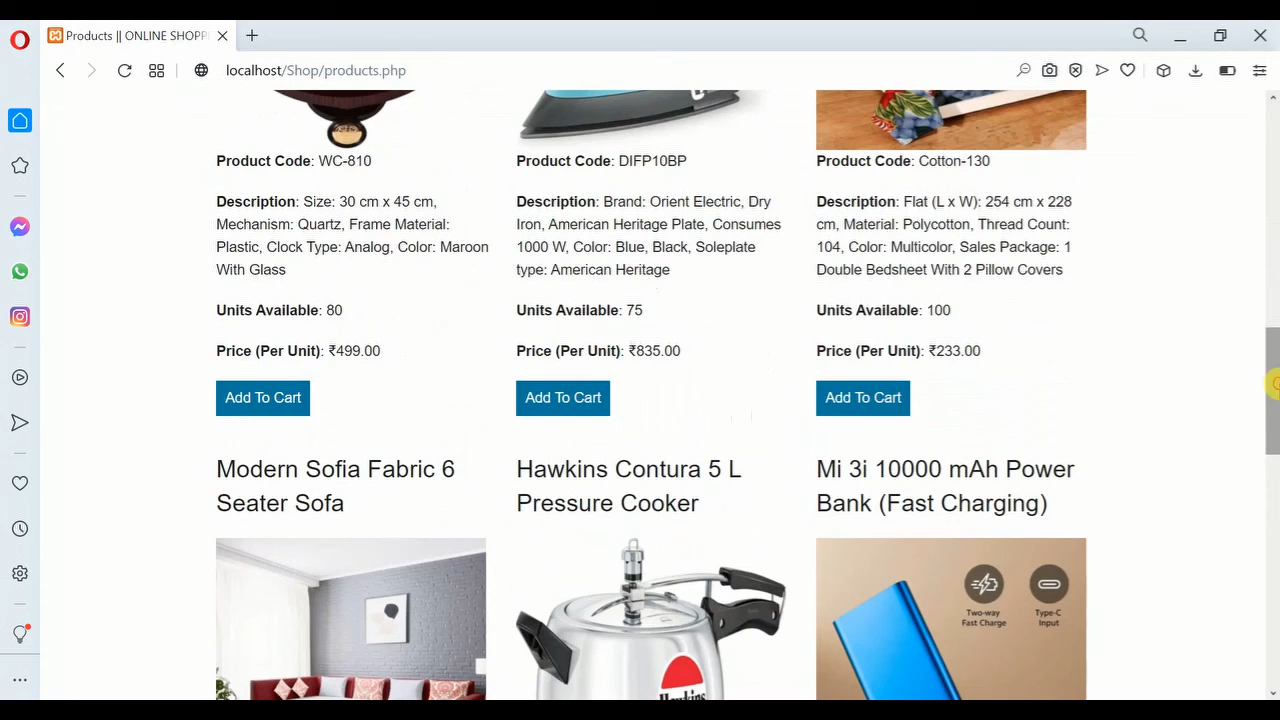 Products || ONLINE SHOPP
localhost/Shop/products.php
Product Code: WC-810
Description: Size: 30 cm x 45 cm,
Mechanism: Quartz, Frame Material:
Plastic, Clock Type: Analog, Color: Maroon
With Glass
Units Available: 80
Price (Per Unit): ₹499.00
Add To Cart
Product Code: DIFP10BP
Description: Brand: Orient Electric, Dry
Iron, American Heritage Plate, Consumes
1000 W, Color: Blue, Black, Soleplate
type: American Heritage
Units Available: 75
Price (Per Unit): ₹835.00
Add To Cart
Product Code: Cotton-130
Description: Flat (L x W): 254 cm x 228
cm, Material: Polycotton, Thread Count:
104, Color: Multicolor, Sales Package: 1
Double Bedsheet With 2 Pillow Covers
Units Available: 100
Price (Per Unit): ₹233.00
Add To Cart
Modern Sofia Fabric 6
Seater Sofa
Hawkins Contura 5 L
Pressure Cooker
Hawkins
Mi 3i 10000 mAh Power
Bank (Fast Charging)
Two-way
Fast Charge
Type-C
Input